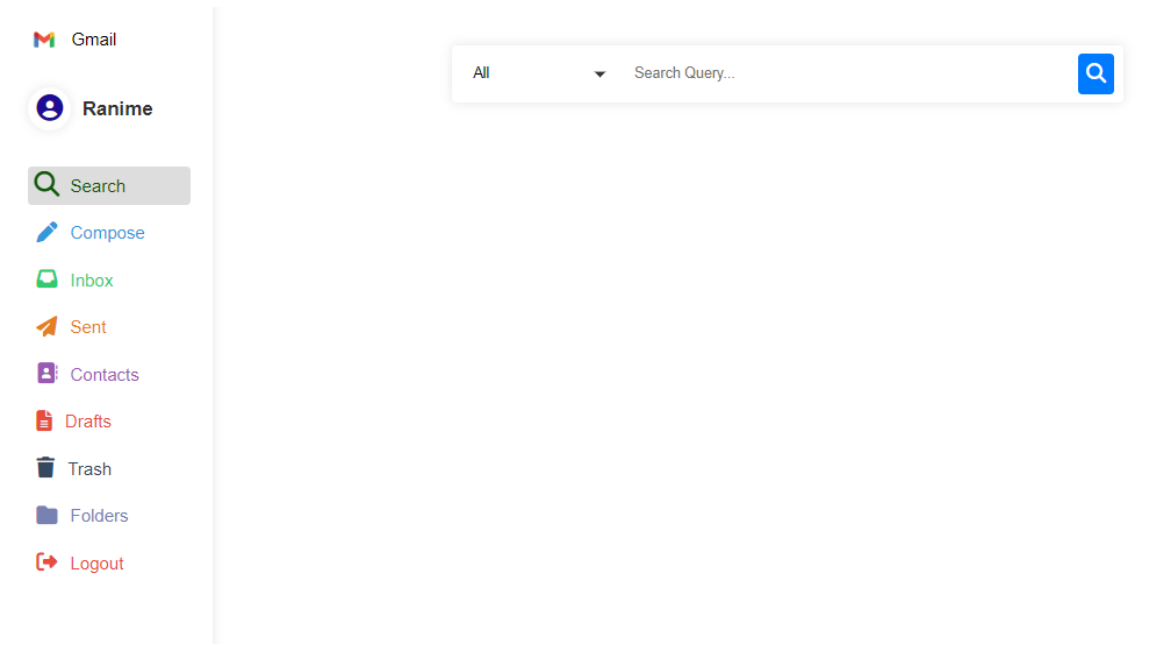 Gmail
Ranime
Search
Compose
Inbox
Sent
Contacts
Drafts
Trash
Folders
Logout
All
Search Query...